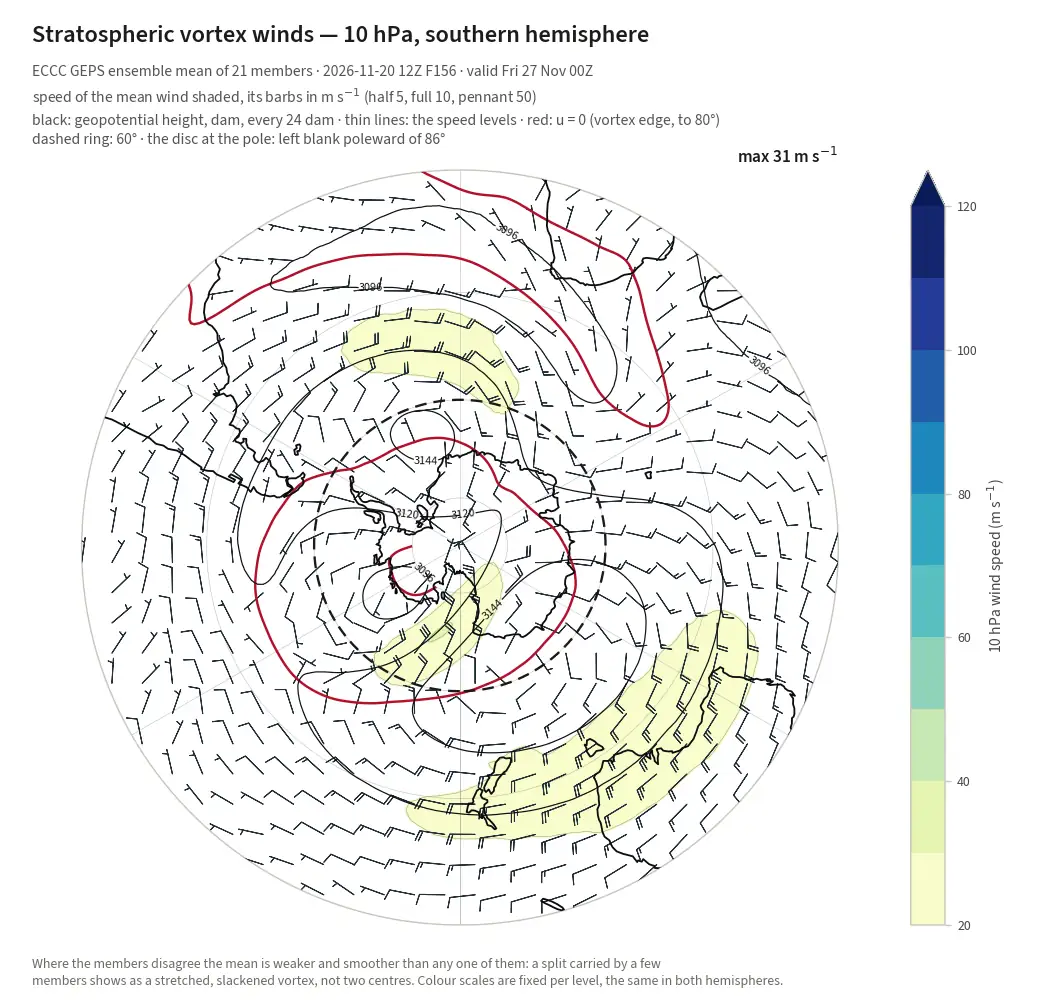 Stratospheric vortex winds — 10 hPa, southern hemisphere
ECCC GEPS ensemble mean of 21 members · 2026-11-20 12Z F156 · valid Fri 27 Nov 00Z
speed of the mean wind shaded, its barbs in m s⁻¹ (half 5, full 10, pennant 50)
black: geopotential height, dam, every 24 dam · thin lines: the speed levels · red: u = 0 (vortex edge, to 80°)
dashed ring: 60° · the disc at the pole: left blank poleward of 86°
max 31 m s⁻¹
120
100
80
60
40
20
10 hPa wind speed (m s⁻¹)
3096
3096
3096
3144
3120
3120
3096
3144
Where the members disagree the mean is weaker and smoother than any one of them: a split carried by a few
members shows as a stretched, slackened vortex, not two centres. Colour scales are fixed per level, the same in both hemispheres.